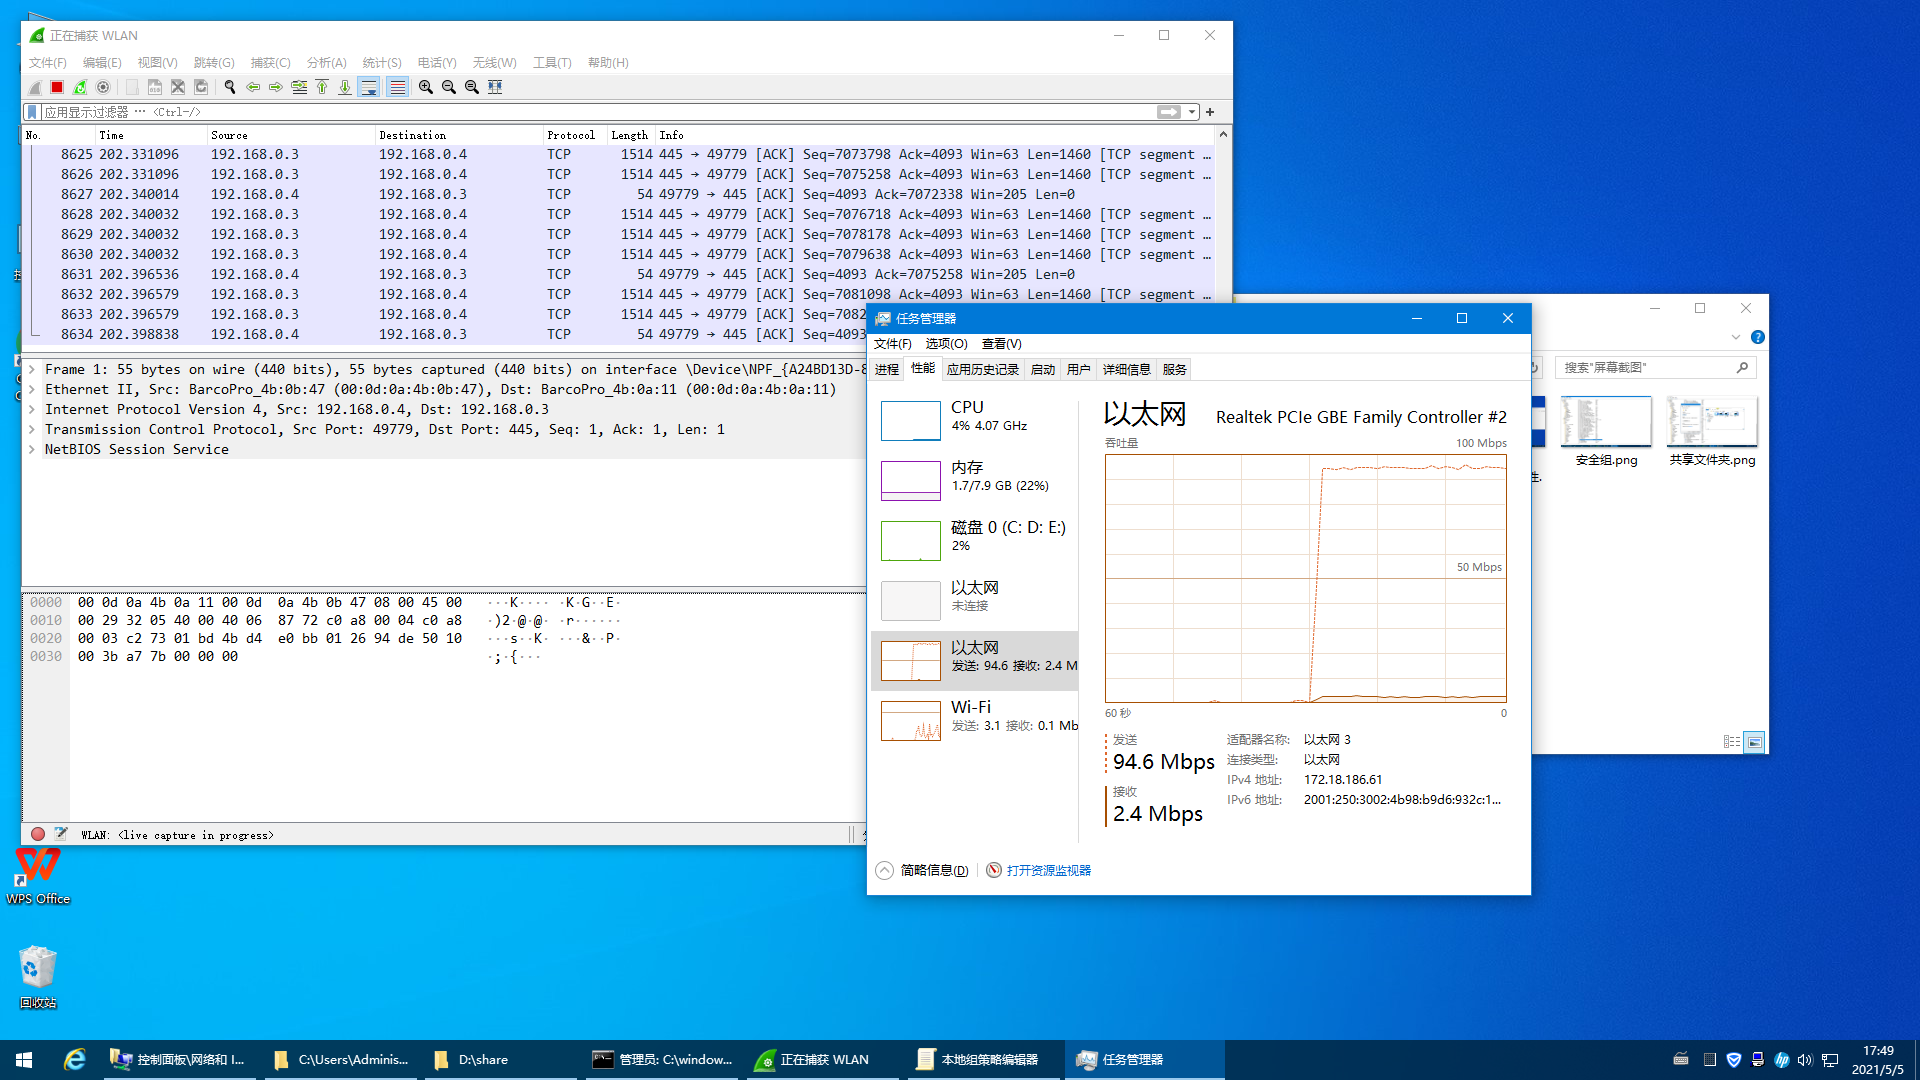 正在捕获 WLAN
文件(F) 编辑(E) 视图(V) 跳转(G) 捕获(C) 分析(A) 统计(S) 电话(Y) 无线(W) 工具(T) 帮助(H)
应用显示过滤器 ⋯ <Ctrl-/>
No. Time Source Destination Protocol Length Info
8625 202.331096 192.168.0.3 192.168.0.4 TCP 1514 445 → 49779 [ACK] Seq=7073798 Ack=4093 Win=63 Len=1460 [TCP segment …
8626 202.331096 192.168.0.3 192.168.0.4 TCP 1514 445 → 49779 [ACK] Seq=7075258 Ack=4093 Win=63 Len=1460 [TCP segment …
8627 202.340014 192.168.0.4 192.168.0.3 TCP 54 49779 → 445 [ACK] Seq=4093 Ack=7072338 Win=205 Len=0
8628 202.340032 192.168.0.3 192.168.0.4 TCP 1514 445 → 49779 [ACK] Seq=7076718 Ack=4093 Win=63 Len=1460 [TCP segment …
8629 202.340032 192.168.0.3 192.168.0.4 TCP 1514 445 → 49779 [ACK] Seq=7078178 Ack=4093 Win=63 Len=1460 [TCP segment …
8630 202.340032 192.168.0.3 192.168.0.4 TCP 1514 445 → 49779 [ACK] Seq=7079638 Ack=4093 Win=63 Len=1460 [TCP segment …
8631 202.396536 192.168.0.4 192.168.0.3 TCP 54 49779 → 445 [ACK] Seq=4093 Ack=7075258 Win=205 Len=0
8632 202.396579 192.168.0.3 192.168.0.4 TCP 1514 445 → 49779 [ACK] Seq=7081098 Ack=4093 Win=63 Len=1460 [TCP segment …
8633 202.396579 192.168.0.3 192.168.0.4 TCP 1514 445 → 49779 [ACK] Seq=7082
8634 202.398838 192.168.0.4 192.168.0.3 TCP 54 49779 → 445 [ACK] Seq=4093
Frame 1: 55 bytes on wire (440 bits), 55 bytes captured (440 bits) on interface \Device\NPF_{A24BD13D-8
Ethernet II, Src: BarcoPro_4b:0b:47 (00:0d:0a:4b:0b:47), Dst: BarcoPro_4b:0a:11 (00:0d:0a:4b:0a:11)
Internet Protocol Version 4, Src: 192.168.0.4, Dst: 192.168.0.3
Transmission Control Protocol, Src Port: 49779, Dst Port: 445, Seq: 1, Ack: 1, Len: 1
NetBIOS Session Service
0000 00 0d 0a 4b 0a 11 00 0d 0a 4b 0b 47 08 00 45 00 ···K···· ·K·G··E·
0010 00 29 32 05 40 00 40 06 87 72 c0 a8 00 04 c0 a8 ·)2·@·@· ·r······
0020 00 03 c2 73 01 bd 4b d4 e0 bb 01 26 94 de 50 10 ···s··K· ···&··P·
0030 00 3b a7 7b 00 00 00 ·;·{···
WLAN: <live capture in progress>
任务管理器
文件(F) 选项(O) 查看(V)
进程 性能 应用历史记录 启动 用户 详细信息 服务
CPU
4% 4.07 GHz
内存
1.7/7.9 GB (22%)
磁盘 0 (C: D: E:)
2%
以太网
未连接
以太网
发送: 94.6 接收: 2.4 M
Wi-Fi
发送: 3.1 接收: 0.1 Mb
以太网 Realtek PCIe GBE Family Controller #2
吞吐量 100 Mbps
50 Mbps
60 秒 0
发送
94.6 Mbps
接收
2.4 Mbps
适配器名称: 以太网 3
连接类型: 以太网
IPv4 地址: 172.18.186.61
IPv6 地址: 2001:250:3002:4b98:b9d6:932c:1...
简略信息(D) 打开资源监视器
搜索"屏幕截图"
安全组.png 共享文件夹.png
性.
WPS Office
回收站
控制面板\网络和 I... C:\Users\Adminis... D:\share 管理员: C:\window... 正在捕获 WLAN 本地组策略编辑器 任务管理器
17:49
2021/5/5